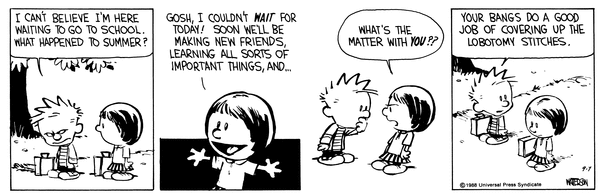 I CAN'T BELIEVE I'M HERE
WAITING TO GO TO SCHOOL.
WHAT HAPPENED TO SUMMER?
GOSH, I COULDN'T WAIT FOR
TODAY! SOON WE'LL BE
MAKING NEW FRIENDS,
LEARNING ALL SORTS OF
IMPORTANT THINGS, AND...
WHAT'S THE
MATTER WITH YOU??
YOUR BANGS DO A GOOD
JOB OF COVERING UP THE
LOBOTOMY STITCHES.
9-7
©1988 Universal Press Syndicate
WATTERSON